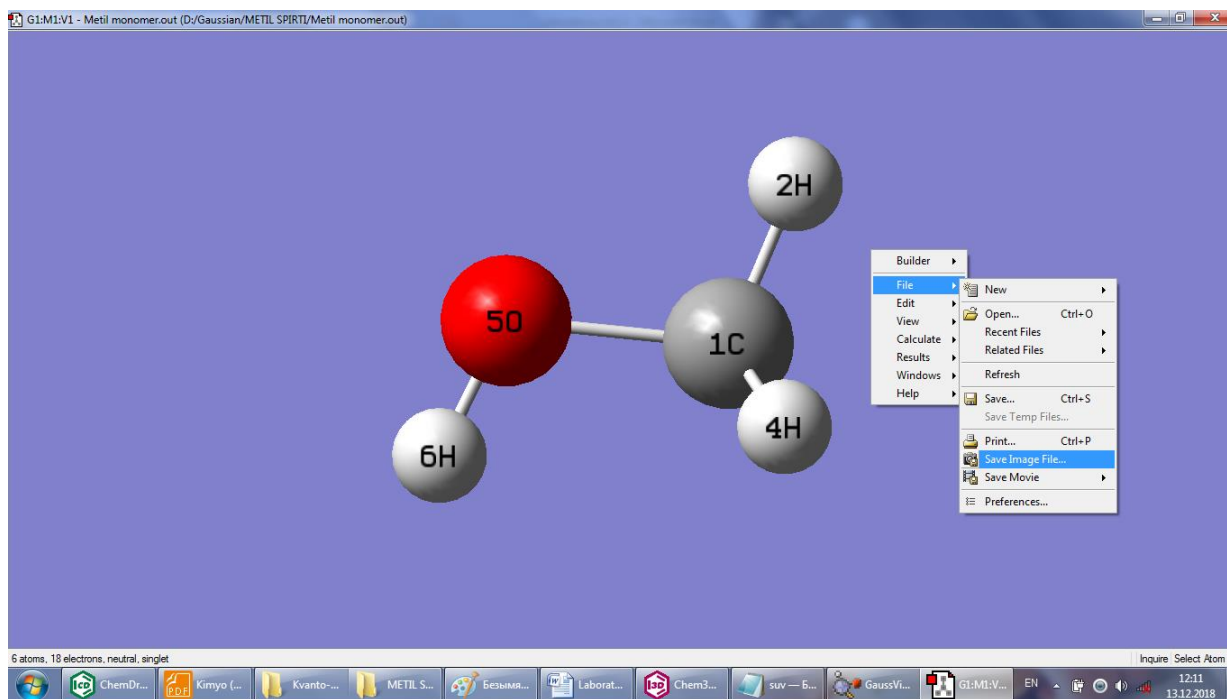 G1:M1:V1 - Metil monomer.out (D:/Gaussian/METIL SPIRTI/Metil monomer.out)
2H
5O
1C
6H
4H
Builder
File
Edit
View
Calculate
Results
Windows
Help
New
Open... Ctrl+O
Recent Files
Related Files
Refresh
Save... Ctrl+S
Save Temp Files...
Print... Ctrl+P
Save Image File...
Save Movie
Preferences...
6 atoms, 18 electrons, neutral, singlet
Inquire Select Atom
ChemDr... Kimyo (... Kvanto-... METIL S... Безымя... Laborat... Chem3... suv — Б... GaussVi... G1:M1:V... EN 12:11
13.12.2018